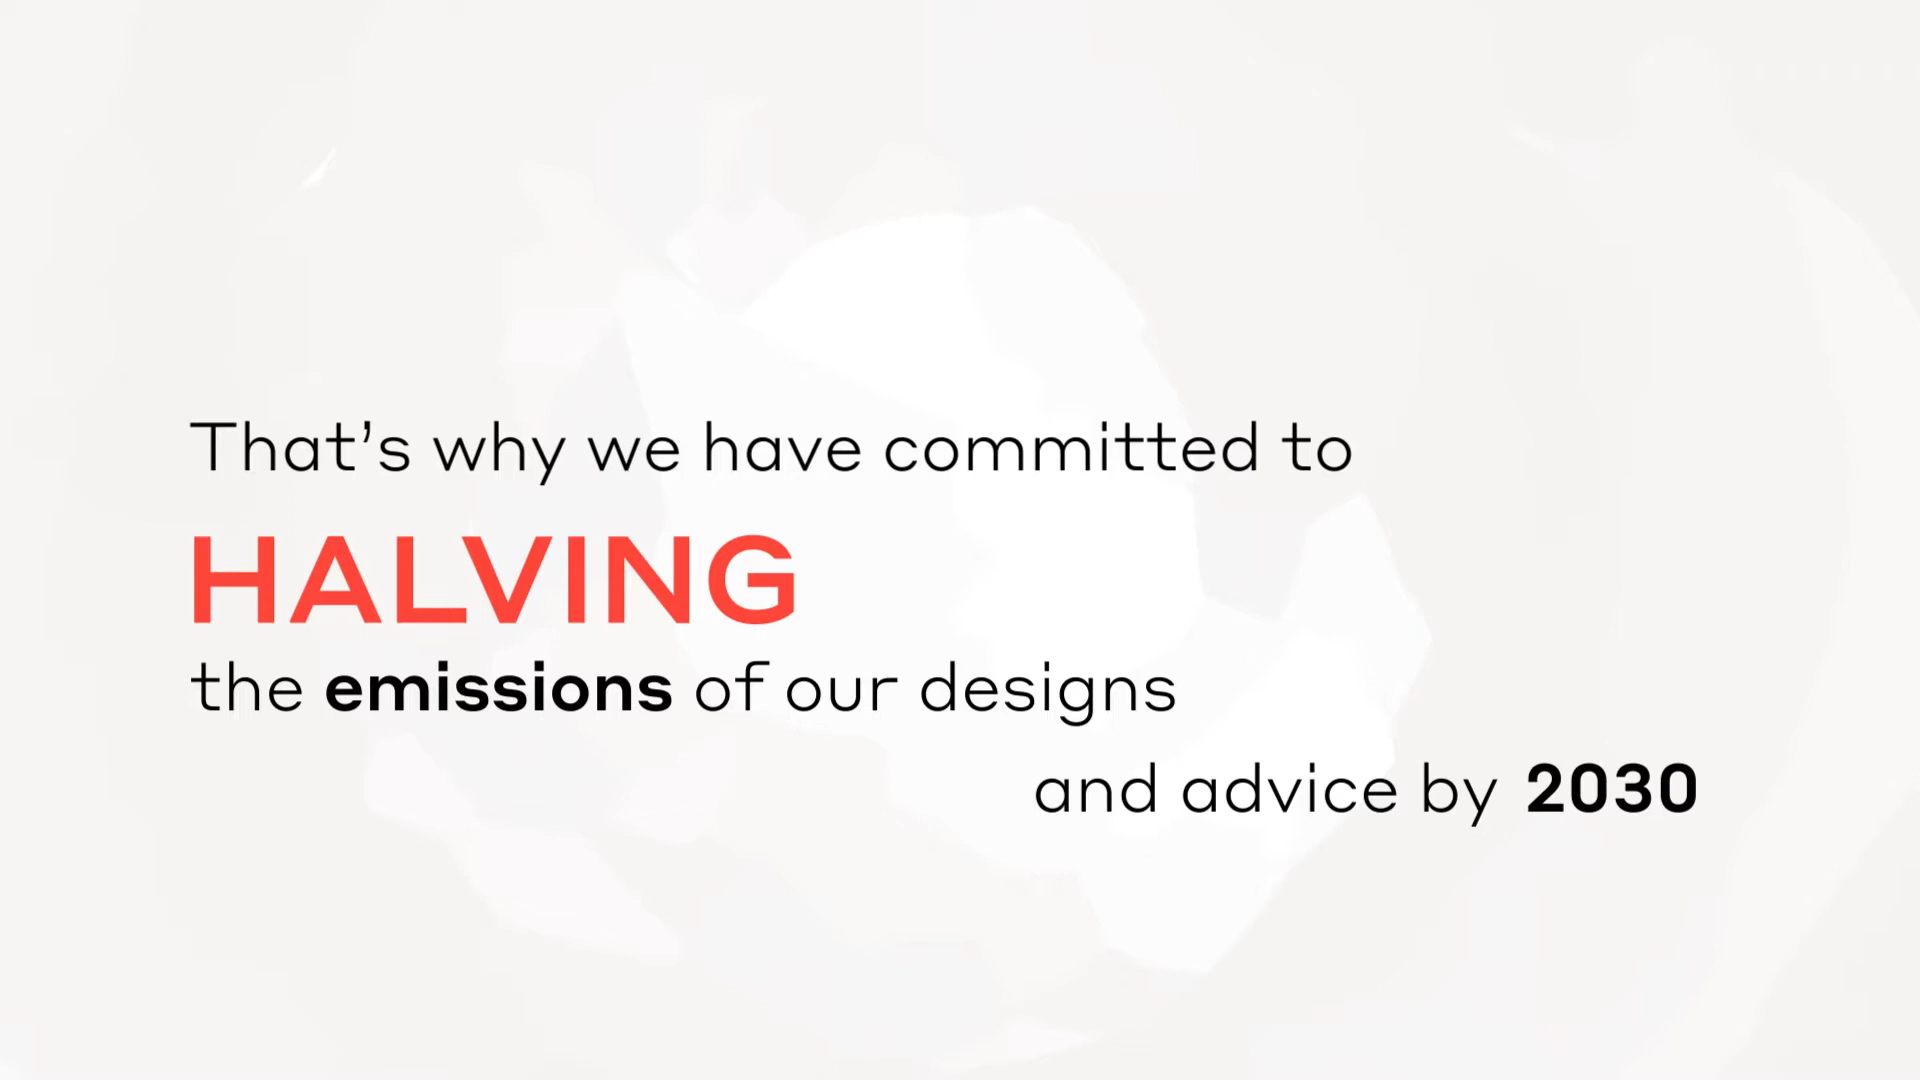 That’s why we have committed to
HALVING
the emissions of our designs
and advice by 2030